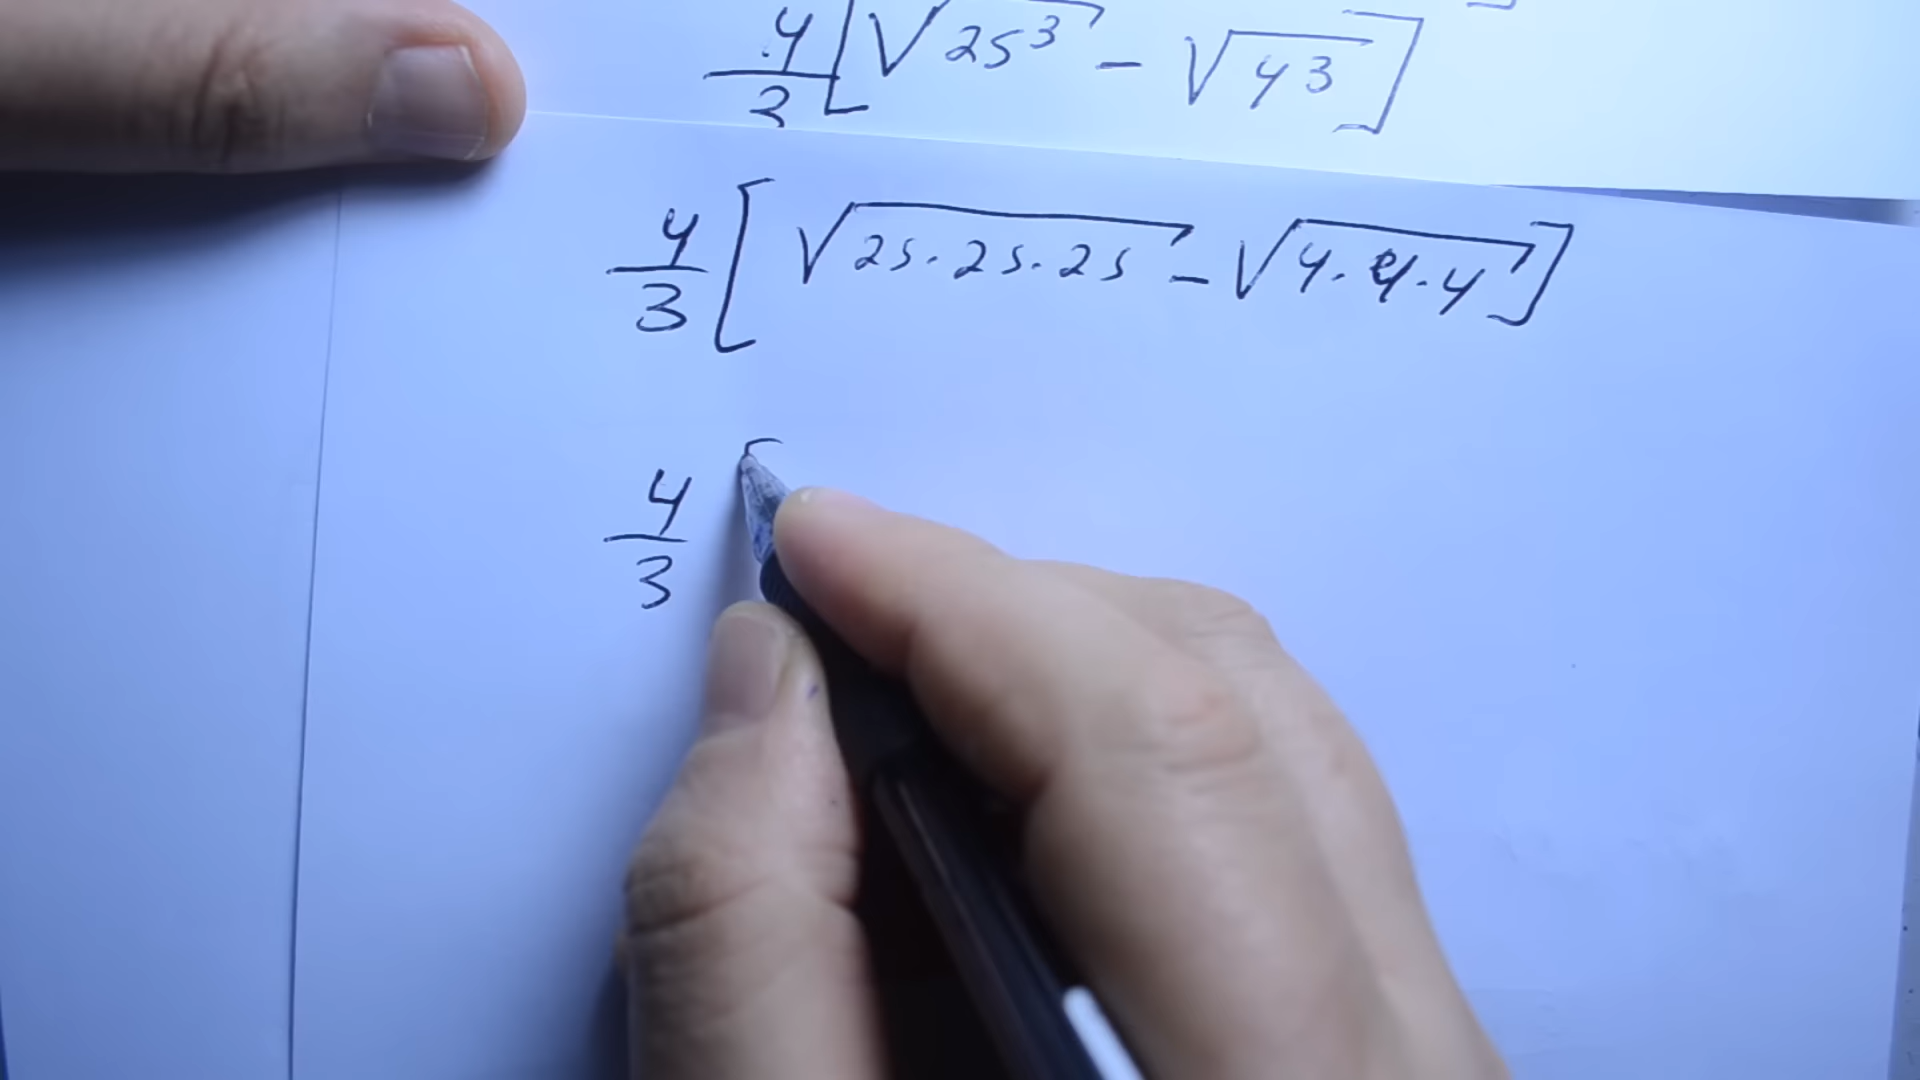 4/3 [√25³ - √43]
4/3 [√25·25·25 - √4·4·4]
4/3 [